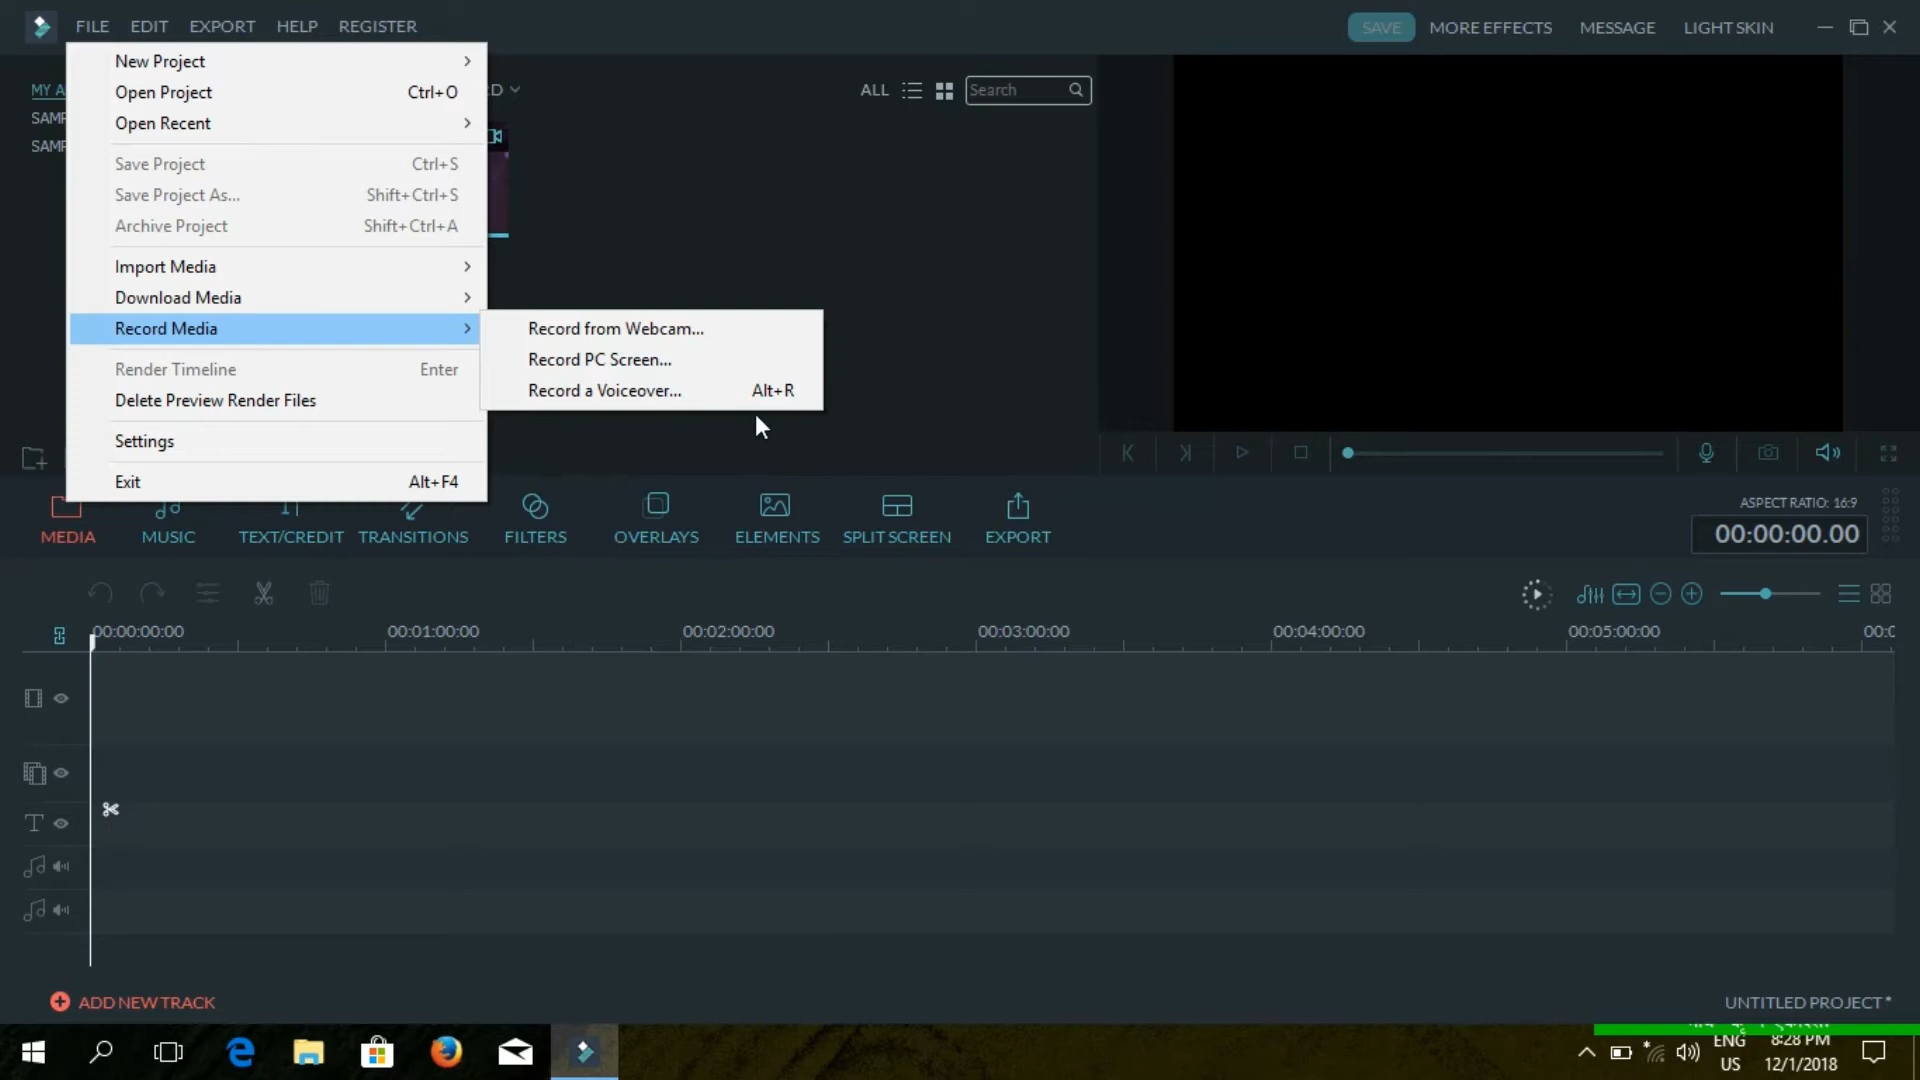 FILE EDIT EXPORT HELP REGISTER
SAVE MORE EFFECTS MESSAGE LIGHT SKIN
New Project
Open Project Ctrl+O
Open Recent
Save Project Ctrl+S
Save Project As... Shift+Ctrl+S
Archive Project Shift+Ctrl+A
Import Media
Download Media
Record Media
Render Timeline Enter
Delete Preview Render Files
Settings
Exit Alt+F4
Record from Webcam...
Record PC Screen...
Record a Voiceover... Alt+R
MY A
SAMP
SAMP
D
ALL Search
MEDIA MUSIC TEXT/CREDIT TRANSITIONS FILTERS OVERLAYS ELEMENTS SPLIT SCREEN EXPORT
ASPECT RATIO: 16:9
00:00:00.00
00:00:00:00 00:01:00:00 00:02:00:00 00:03:00:00 00:04:00:00 00:05:00:00 00:0
ADD NEW TRACK
UNTITLED PROJECT *
ENG
US
8:28 PM
12/1/2018